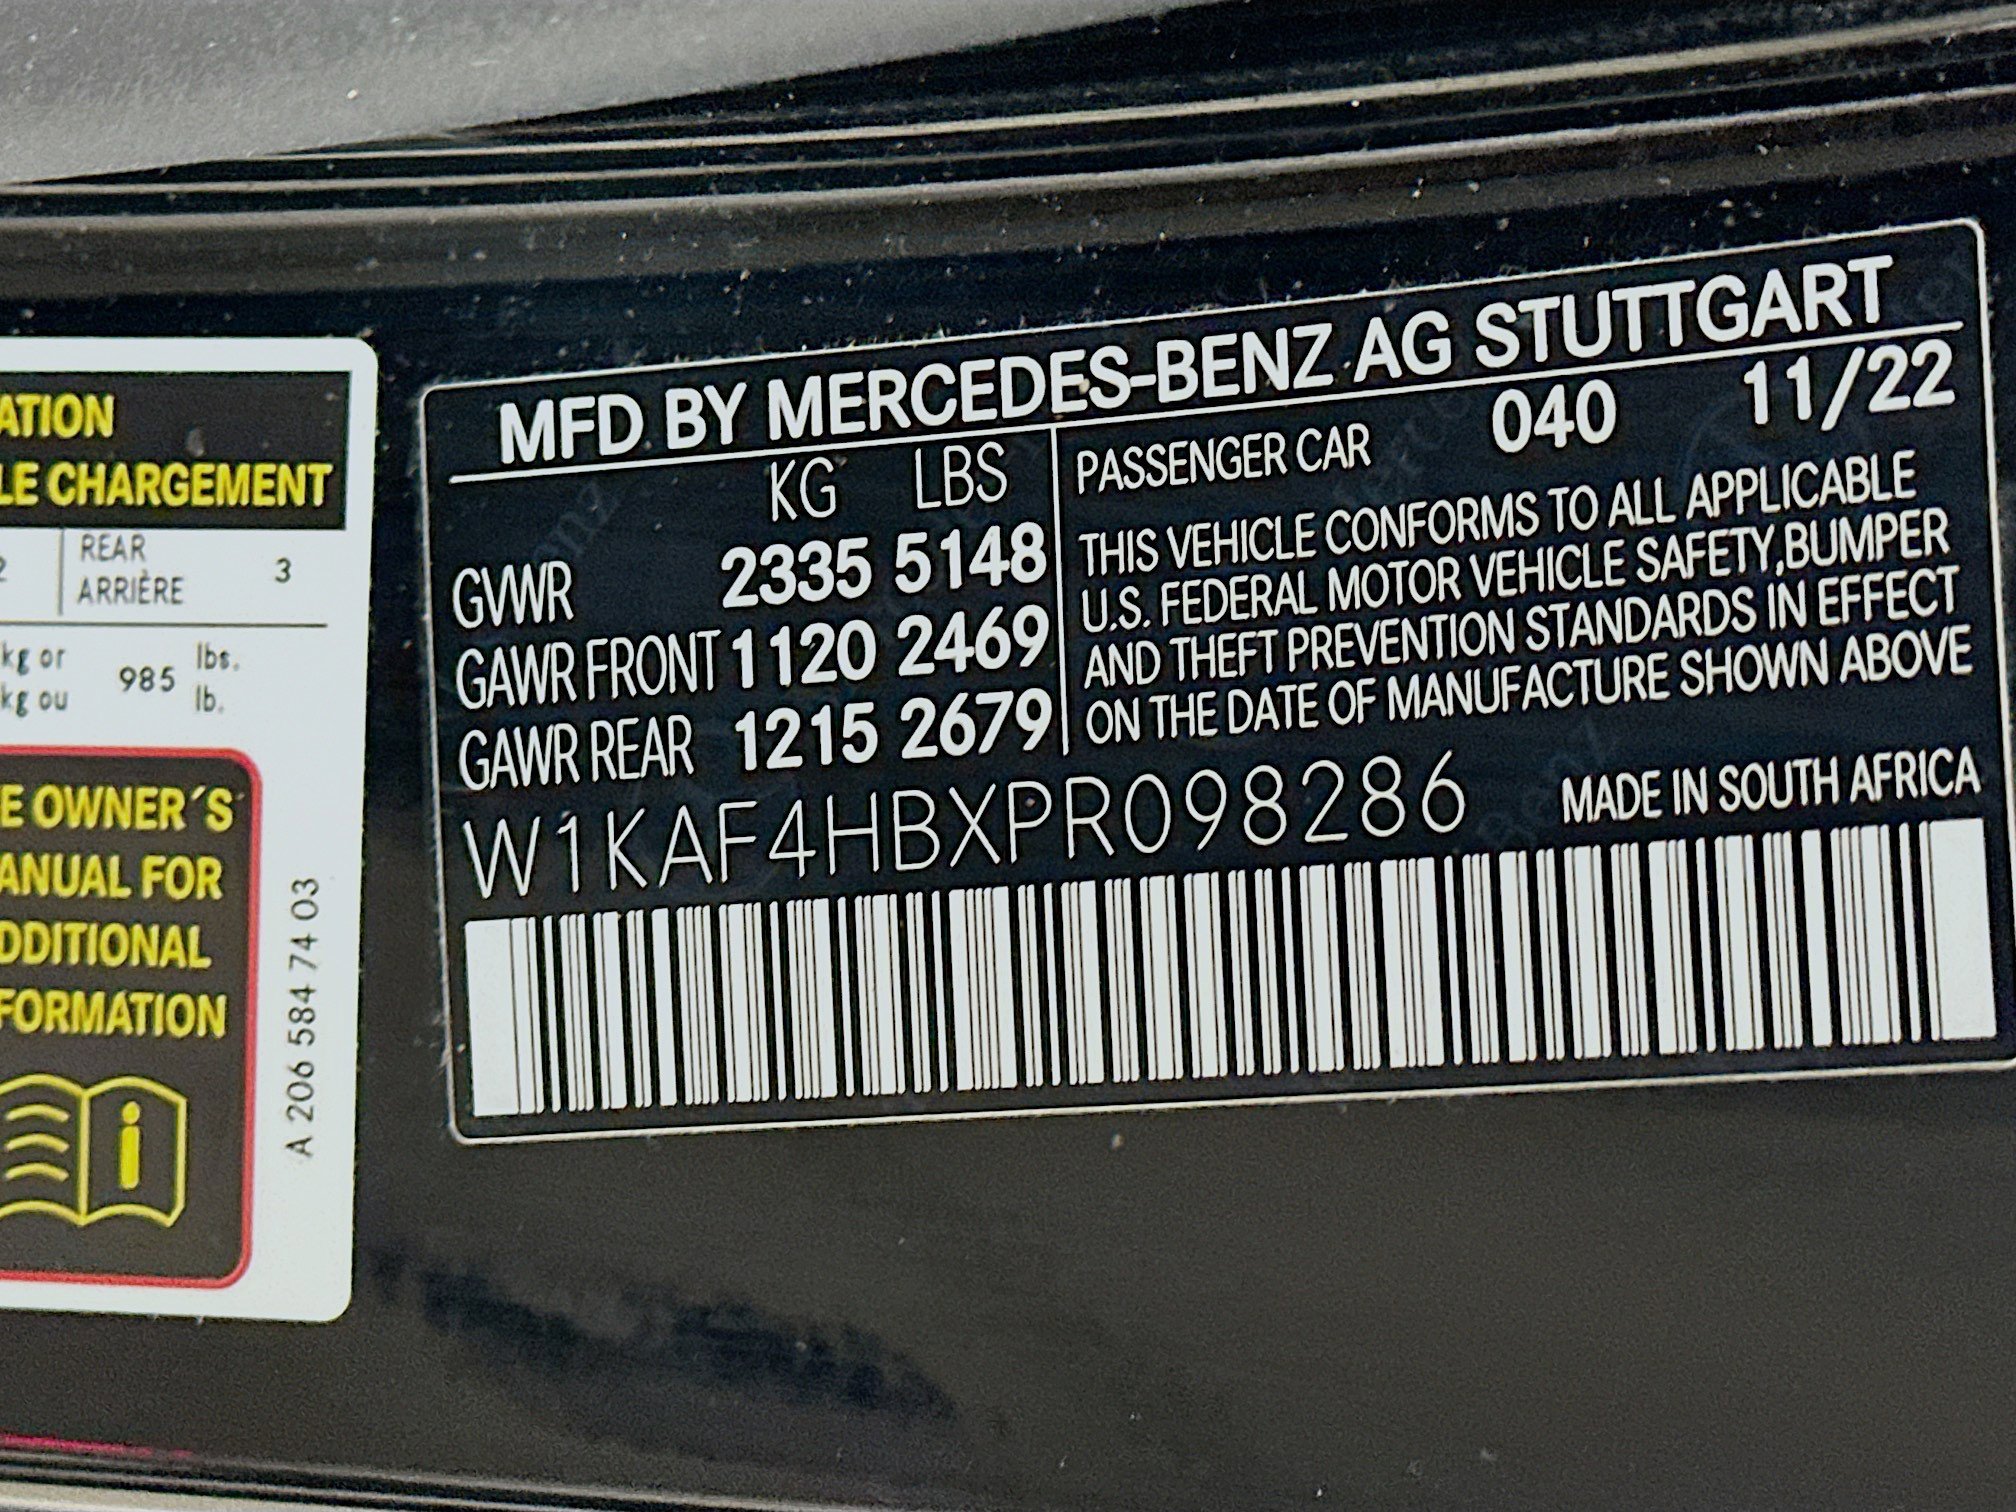 ATION
LE CHARGEMENT
2 REAR 3
ARRIÈRE
kg or 985 lbs.
kg ou lb.
E OWNER´S
ANUAL FOR
DDITIONAL
FORMATION
A 206 584 74 03
MFD BY MERCEDES-BENZ AG STUTTGART
KG LBS
GVWR 2335 5148
GAWR FRONT 1120 2469
GAWR REAR 1215 2679
PASSENGER CAR 040 11/22
THIS VEHICLE CONFORMS TO ALL APPLICABLE
U.S. FEDERAL MOTOR VEHICLE SAFETY,BUMPER
AND THEFT PREVENTION STANDARDS IN EFFECT
ON THE DATE OF MANUFACTURE SHOWN ABOVE
W1KAF4HBXPR098286 MADE IN SOUTH AFRICA